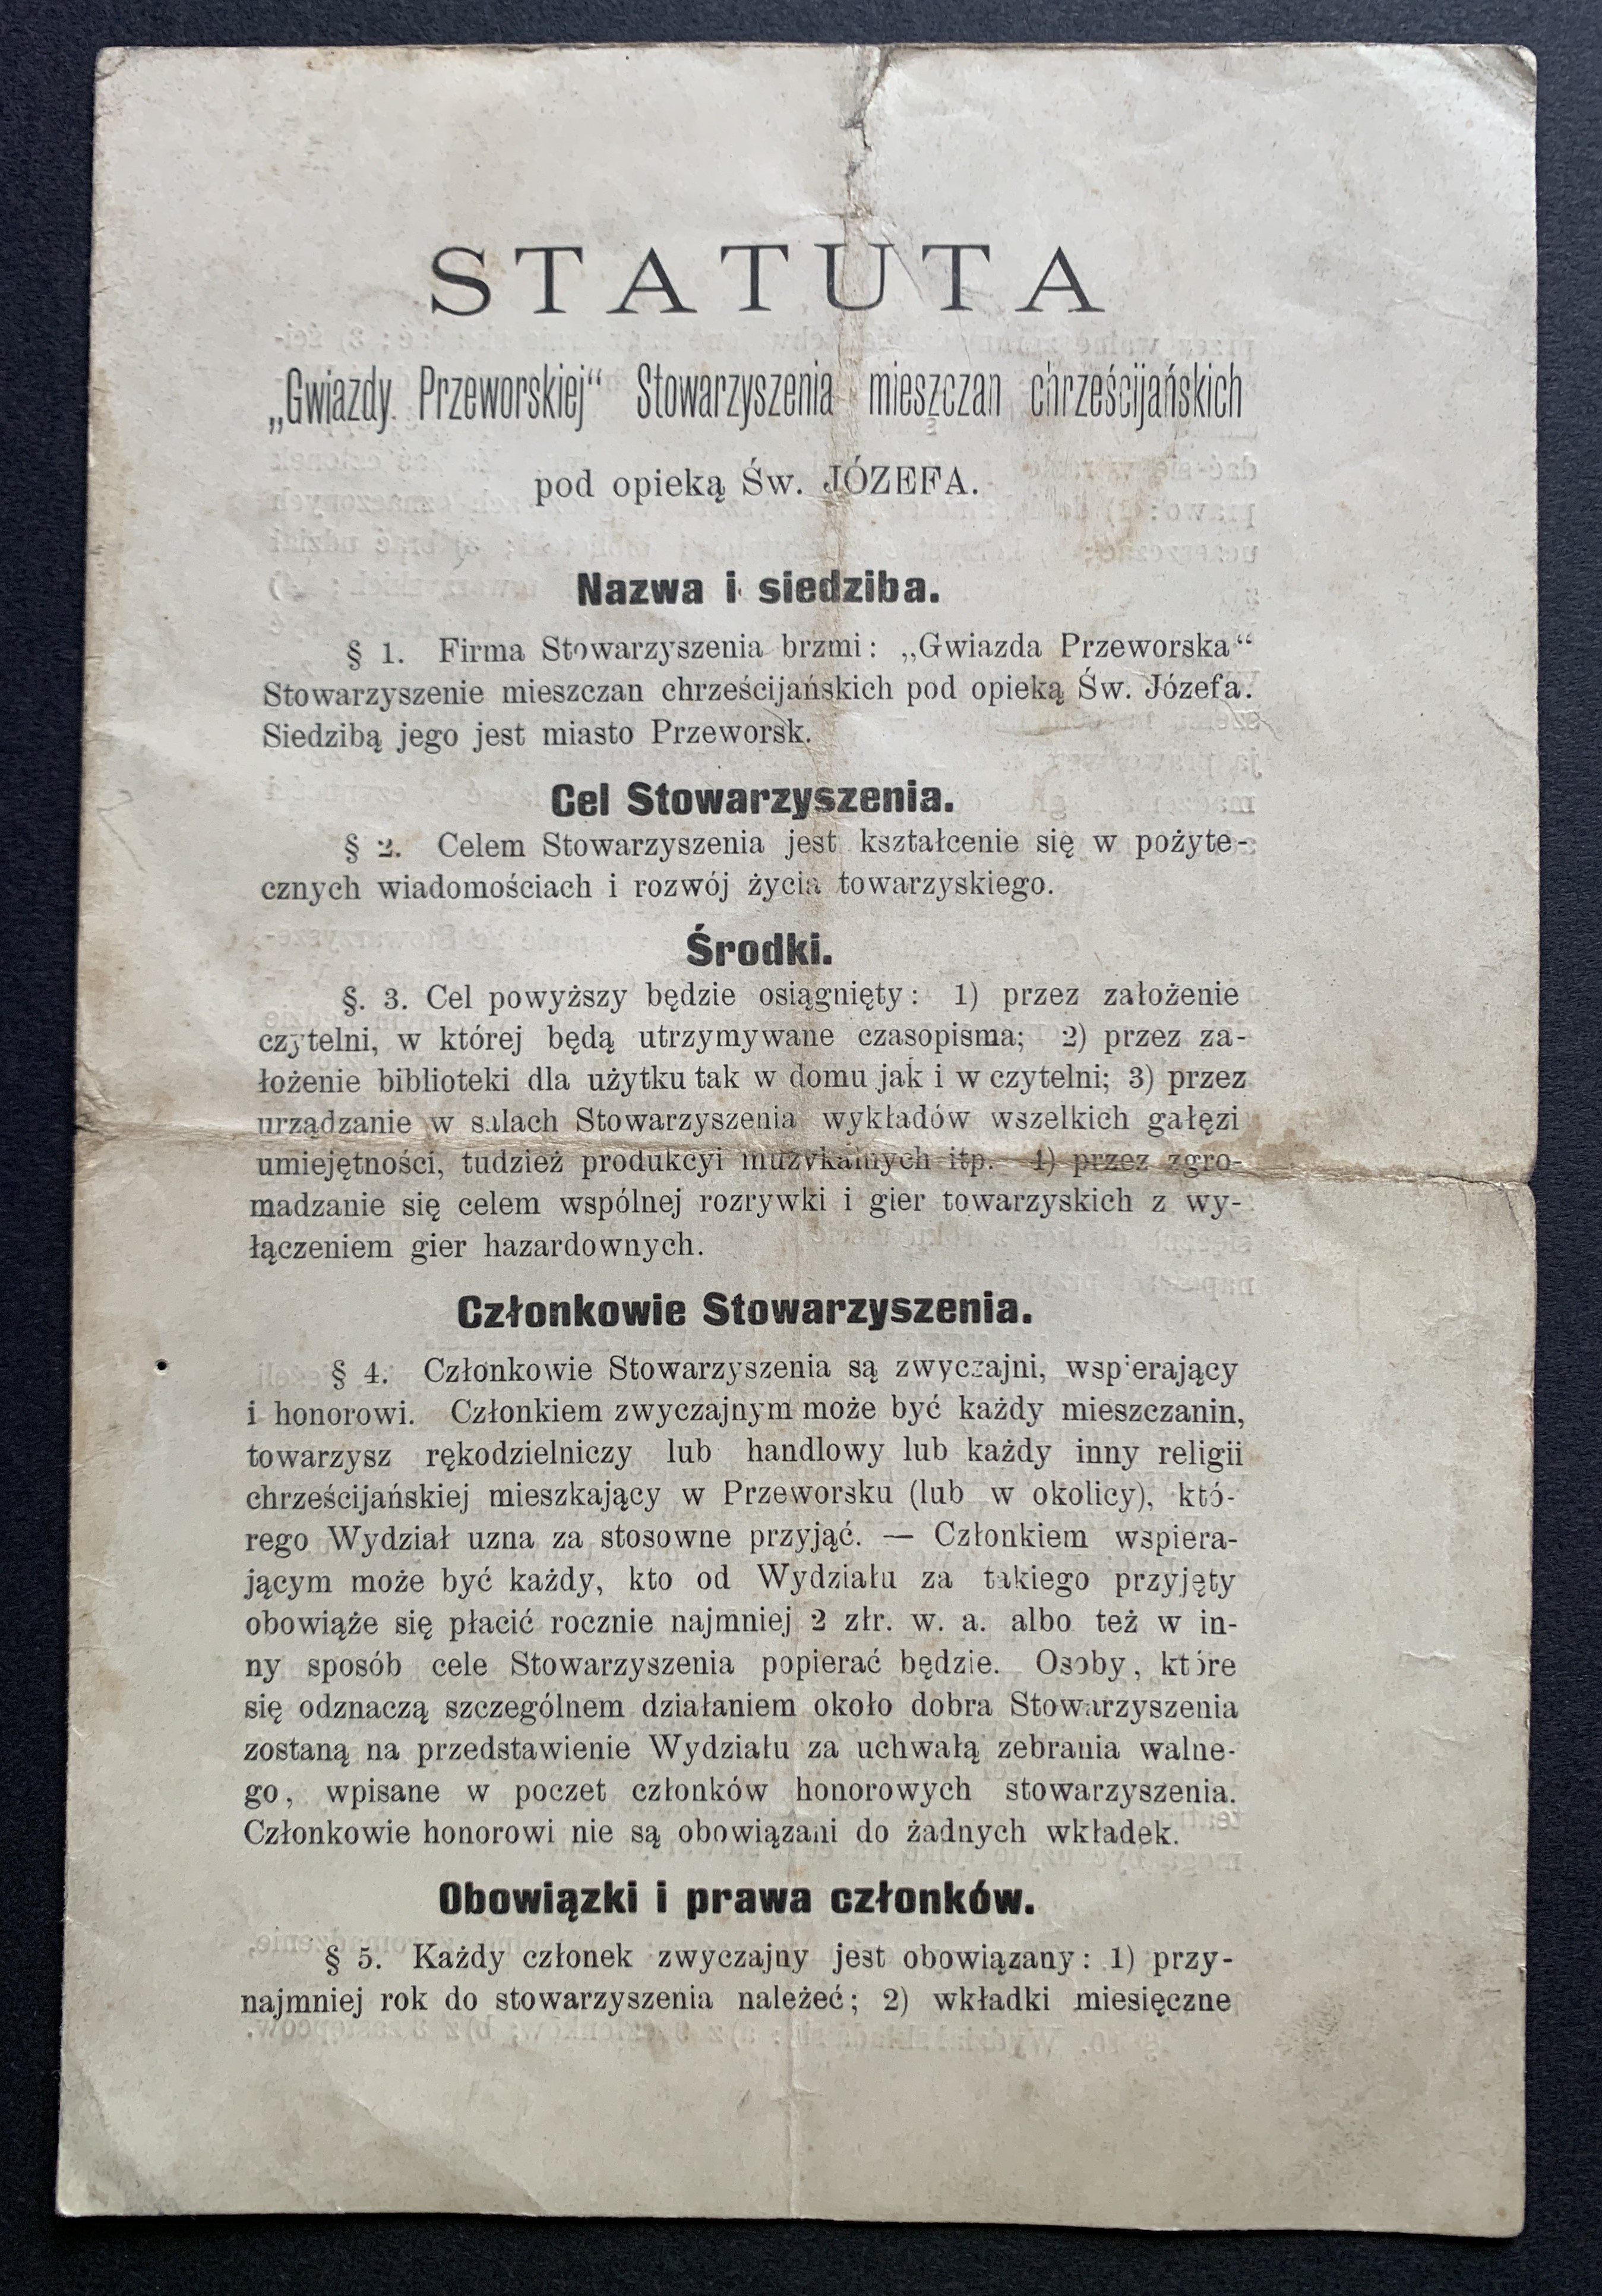 STATUTA
„Gwiazdy Przeworskiej“ Stowarzyszenia mieszczan chrześcijańskich
pod opieką Św. JÓZEFA.
Nazwa i siedziba.
§ 1. Firma Stowarzyszenia brzmi: „Gwiazda Przeworska“
Stowarzyszenie mieszczan chrześcijańskich pod opieką Św. Józefa.
Siedzibą jego jest miasto Przeworsk.
Cel Stowarzyszenia.
§ 2. Celem Stowarzyszenia jest kształcenie się w pożyte-
cznych wiadomościach i rozwój życia towarzyskiego.
Środki.
§. 3. Cel powyższy będzie osiągnięty: 1) przez założenie
czytelni, w której będą utrzymywane czasopisma; 2) przez za-
łożenie biblioteki dla użytku tak w domu jak i w czytelni; 3) przez
urządzanie w salach Stowarzyszenia wykładów wszelkich gałęzi
umiejętności, tudzież produkcyi muzykalnych itp. 4) przez zgro-
madzanie się celem wspólnej rozrywki i gier towarzyskich z wy-
łączeniem gier hazardownych.
Członkowie Stowarzyszenia.
§ 4. Członkowie Stowarzyszenia są zwyczajni, wspierający
i honorowi. Członkiem zwyczajnym może być każdy mieszczanin,
towarzysz rękodzielniczy lub handlowy lub każdy inny religii
chrześcijańskiej mieszkający w Przeworsku (lub w okolicy), któ-
rego Wydział uzna za stosowne przyjąć. — Członkiem wspiera-
jącym może być każdy, kto od Wydziału za takiego przyjęty
obowiąże się płacić rocznie najmniej 2 złr. w. a. albo też w in-
ny sposób cele Stowarzyszenia popierać będzie. Osoby, które
się odznaczą szczególnem działaniem około dobra Stowarzyszenia
zostaną na przedstawienie Wydziału za uchwałą zebrania walne-
go, wpisane w poczet członków honorowych stowarzyszenia.
Członkowie honorowi nie są obowiązani do żadnych wkładek.
Obowiązki i prawa członków.
§ 5. Każdy członek zwyczajny jest obowiązany: 1) przy-
najmniej rok do stowarzyszenia należeć; 2) wkładki miesięczne